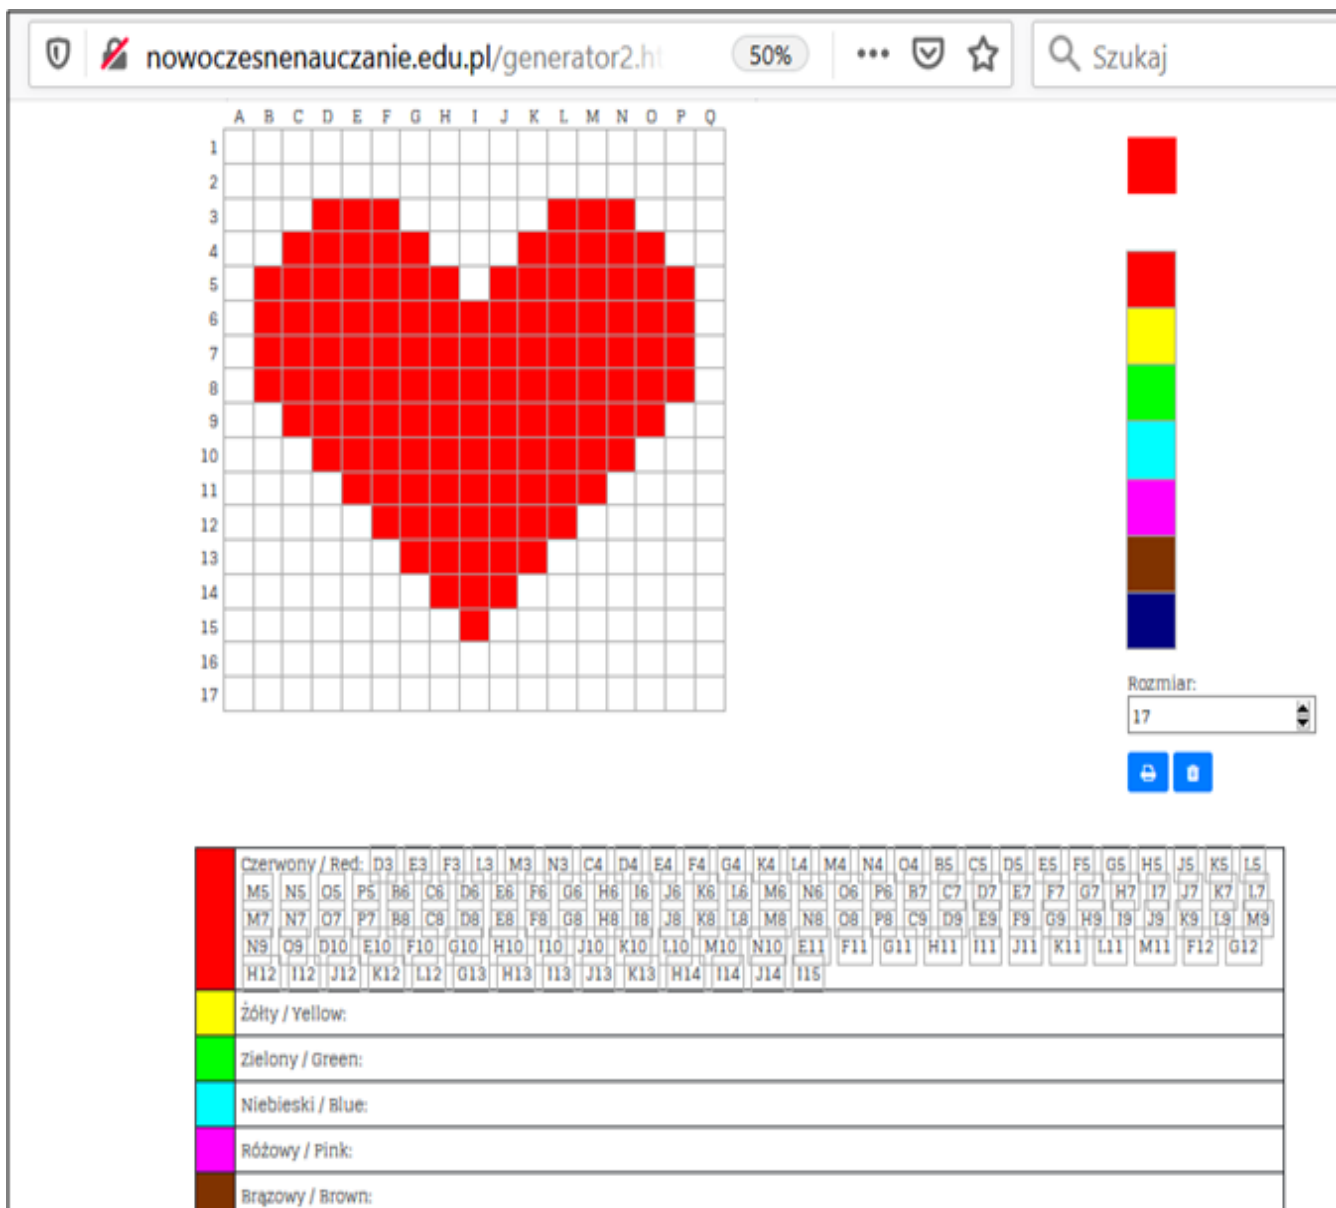 nowoczesnenauczanie.edu.pl/generator2.ht 50% Szukaj
A B C D E F G H I J K L M N O P Q
1
2
3
4
5
6
7
8
9
10
11
12
13
14
15
16
17
Rozmiar:
17
Czerwony / Red: D3 E3 F3 L3 M3 N3 C4 D4 E4 F4 G4 K4 L4 M4 N4 O4 B5 C5 D5 E5 F5 G5 H5 J5 K5 L5
M5 N5 O5 P5 B6 C6 D6 E6 F6 G6 H6 I6 J6 K6 L6 M6 N6 O6 P6 B7 C7 D7 E7 F7 G7 H7 I7 J7 K7 L7
M7 N7 O7 P7 B8 C8 D8 E8 F8 G8 H8 I8 J8 K8 L8 M8 N8 O8 P8 C9 D9 E9 F9 G9 H9 I9 J9 K9 L9 M9
N9 O9 D10 E10 F10 G10 H10 I10 J10 K10 L10 M10 N10 E11 F11 G11 H11 I11 J11 K11 L11 M11 F12 G12
H12 I12 J12 K12 L12 G13 H13 I13 J13 K13 H14 I14 J14 I15
Żółty / Yellow:
Zielony / Green:
Niebieski / Blue:
Różowy / Pink:
Brązowy / Brown: